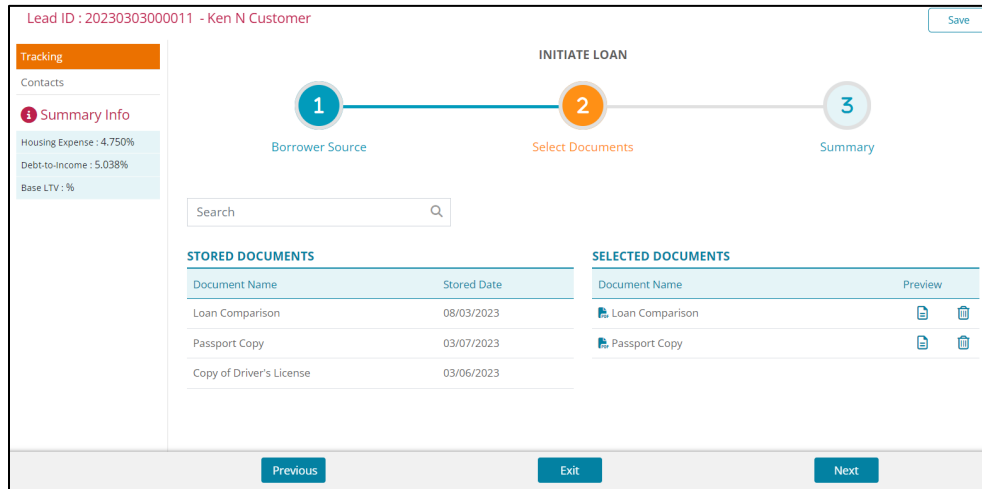 Lead ID : 20230303000011 - Ken N Customer
Save
Tracking
Contacts
Summary Info
Housing Expense : 4.750%
Debt-to-Income : 5.038%
Base LTV : %
INITIATE LOAN
1
2
3
Borrower Source
Select Documents
Summary
Search
STORED DOCUMENTS
Document Name Stored Date
Loan Comparison 08/03/2023
Passport Copy 03/07/2023
Copy of Driver's License 03/06/2023
SELECTED DOCUMENTS
Document Name Preview
Loan Comparison
Passport Copy
Previous
Exit
Next